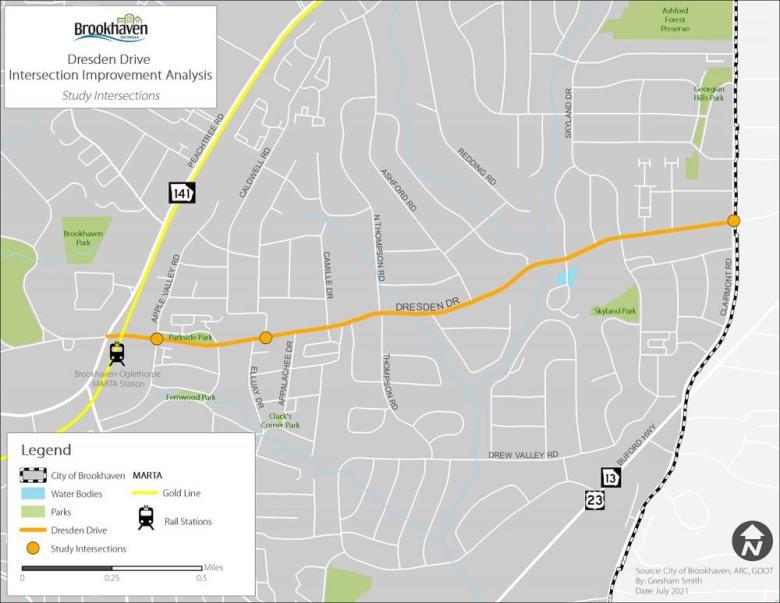 Brookhaven
GEORGIA
Dresden Drive
Intersection Improvement Analysis
Study Intersections
Ashford
Forest
Preserve
Georgian
Hills Park
SKYLAND DR
PEACHTREE RD
CALDWELL RD
REDDING RD
ASHFORD RD
141
N THOMPSON RD
Brookhaven
Park
CAMILLE DR
APPLE VALLEY RD
CLAIRMONT RD
DRESDEN DR
Skyland Park
Parkside Park
Brookhaven-Oglethorpe
MARTA Station
ELIJAY DR
APPALACHEE DR
THOMPSON RD
Fernwood Park
Clack's
Corner Park
DREW VALLEY RD
BUFORD HWY
13
23
Legend
City of Brookhaven
MARTA
Water Bodies
Gold Line
Parks
Rail Stations
Dresden Drive
Study Intersections
0 0.25 0.5 Miles
N
Source: City of Brookhaven, ARC, GDOT
By: Gresham Smith
Date: July 2021